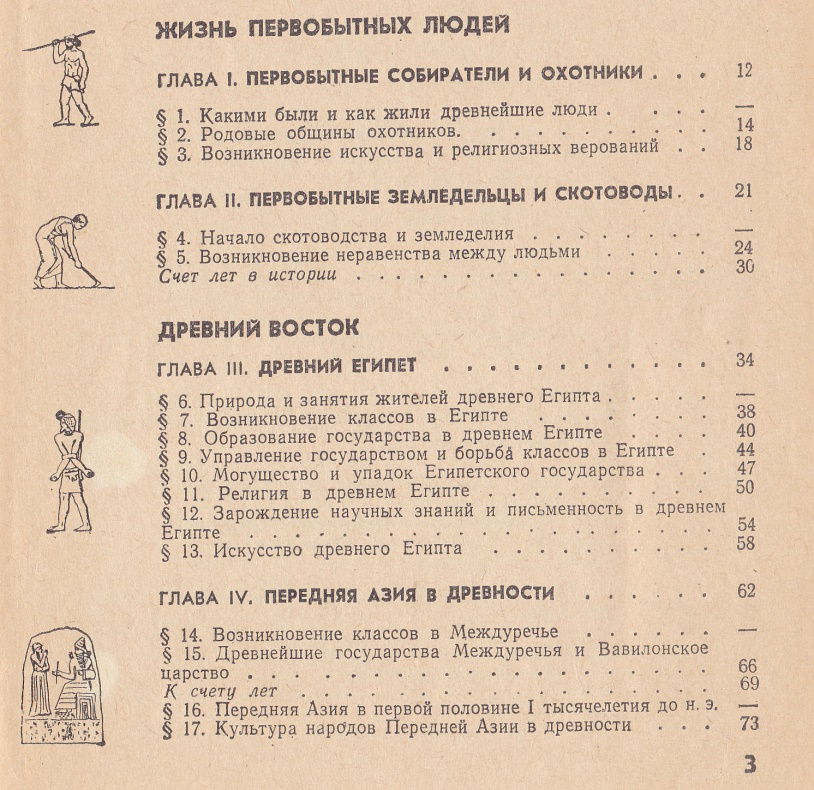 ЖИЗНЬ ПЕРВОБЫТНЫХ ЛЮДЕЙ
ГЛАВА I. ПЕРВОБЫТНЫЕ СОБИРАТЕЛИ И ОХОТНИКИ . . . 12
§ 1. Какими были и как жили древнейшие люди . . . . —
§ 2. Родовые общины охотников. . . . . . . . . . . 14
§ 3. Возникновение искусства и религиозных верований . . 18
ГЛАВА II. ПЕРВОБЫТНЫЕ ЗЕМЛЕДЕЛЬЦЫ И СКОТОВОДЫ . . 21
§ 4. Начало скотоводства и земледелия . . . . . . . . —
§ 5. Возникновение неравенства между людьми . . . . . 24
Счет лет в истории . . . . . . . . . . . . . . 30
ДРЕВНИЙ ВОСТОК
ГЛАВА III. ДРЕВНИЙ ЕГИПЕТ . . . . . . . . . . . 34
§ 6. Природа и занятия жителей древнего Египта . . . . —
§ 7. Возникновение классов в Египте . . . . . . . 38
§ 8. Образование государства в древнем Египте . . . . 40
§ 9. Управление государством и борьба классов в Египте . 44
§ 10. Могущество и упадок Египетского государства . . . 47
§ 11. Религия в древнем Египте . . . . . . . . . . 50
§ 12. Зарождение научных знаний и письменность в древнем
Египте . . . . . . . . . . . . . . . . . . 54
§ 13. Искусство древнего Египта . . . . . . . . . 58
ГЛАВА IV. ПЕРЕДНЯЯ АЗИЯ В ДРЕВНОСТИ . . . . . . 62
§ 14. Возникновение классов в Междуречье . . . . . . —
§ 15. Древнейшие государства Междуречья и Вавилонское
царство . . . . . . . . . . . . . . . . . . 66
К счету лет . . . . . . . . . . . . . . . . 69
§ 16. Передняя Азия в первой половине I тысячелетия до н. э. —
§ 17. Культура народов Передней Азии в древности . . . 73
3